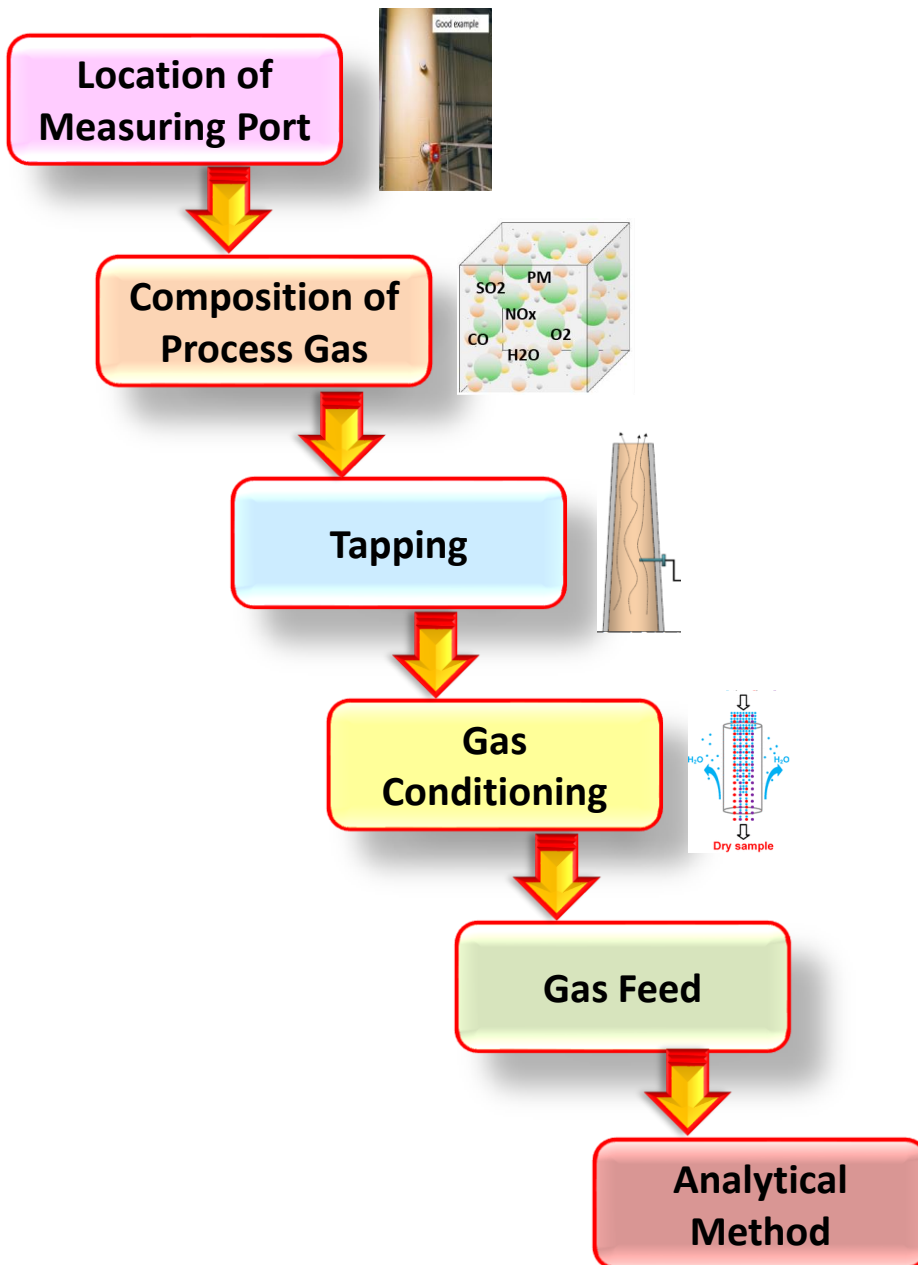 Good example
Location of
Measuring Port
Composition of
Process Gas
SO2
PM
NOx
CO
O2
H2O
Tapping
Gas
Conditioning
H₂O
H₂O
Dry sample
Gas Feed
Analytical
Method